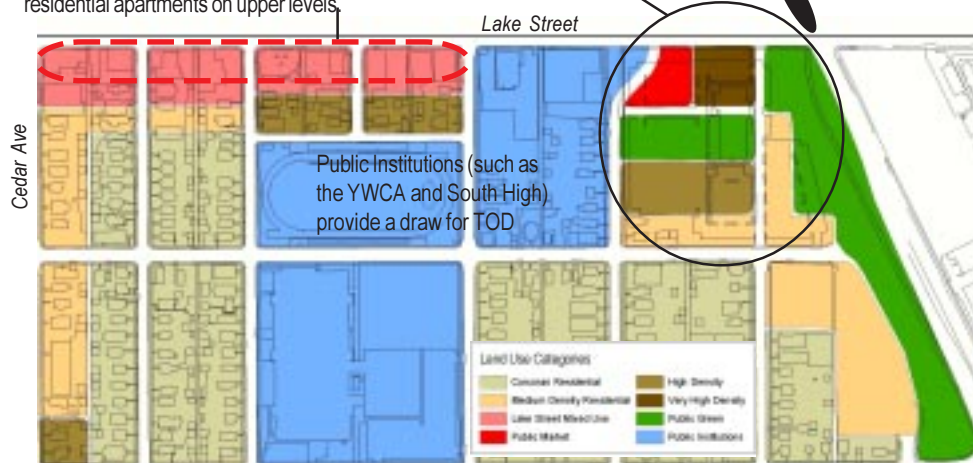 residential apartments on upper levels.
Lake Street
Cedar Ave
Public Institutions (such as
the YWCA and South High)
provide a draw for TOD
Land Use Categories
Residential
Medium Density Residential
Lake Street Mixed Use
Public Market
High Density
Very High Density
Public Green
Public Institutions